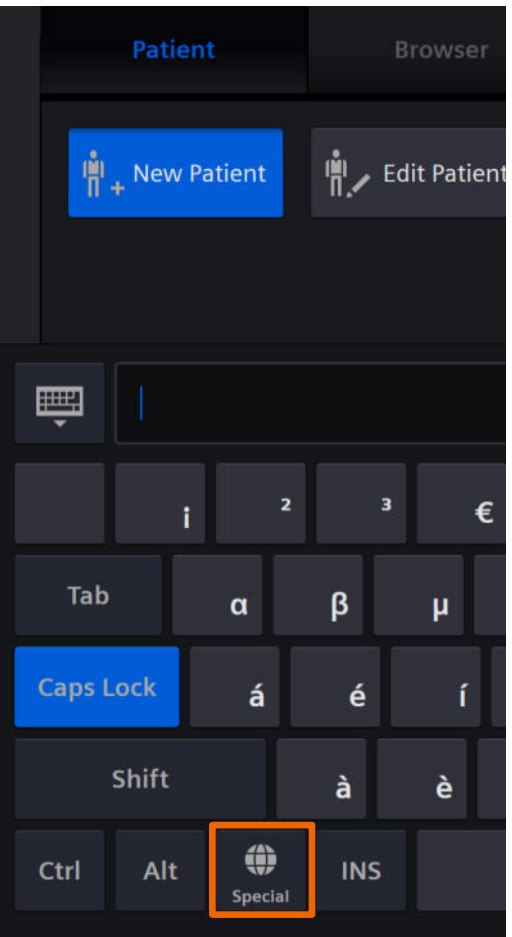 Patient Browser
New Patient Edit Patient
¡ ² ³ €
Tab α β μ
Caps Lock á é í
Shift à è
Ctrl Alt Special INS